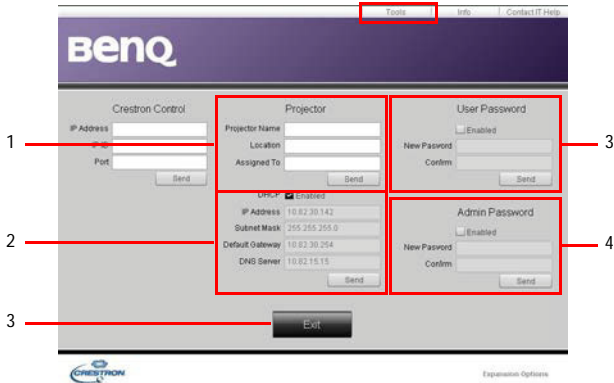 Tools Info Contact IT Help
BenQ
Crestron Control
IP Address
Port
Send
1
Projector
Projector Name
Location
Assigned To
Send
User Password
Enabled
New Pasword
Confirm
Send
3
2
DHCP Enabled
IP Address 10.82.30.142
Subnet Mask 255.255.255.0
Default Gateway 10.82.30.254
DNS Server 10.82.15.15
Send
Admin Password
Enabled
New Pasword
Confirm
Send
4
3
Exit
CRESTRON
Expansion Options